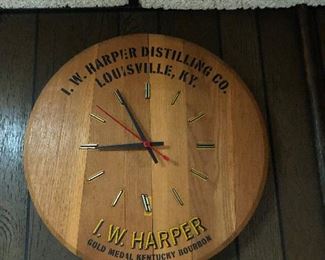 I. W. HARPER DISTILLING CO.
LOUISVILLE, KY.
I. W. HARPER
GOLD MEDAL KENTUCKY BOURBON